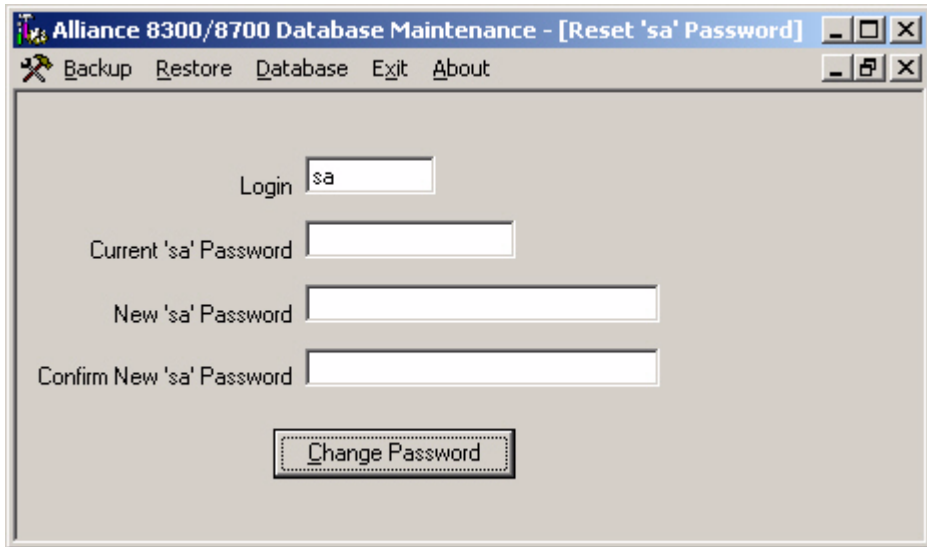 Alliance 8300/8700 Database Maintenance - [Reset 'sa' Password]
Backup Restore Database Exit About
Login sa
Current 'sa' Password
New 'sa' Password
Confirm New 'sa' Password
Change Password